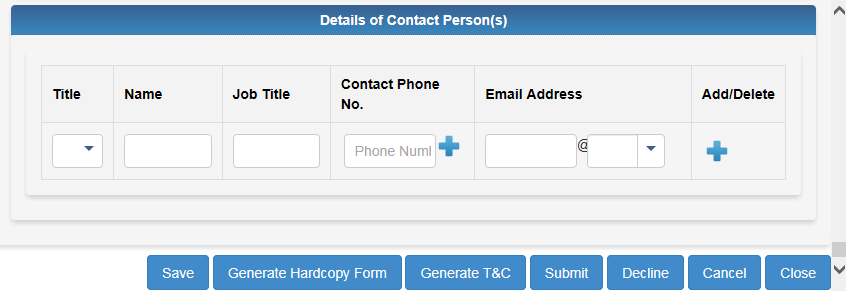 Details of Contact Person(s)
Title
Name
Job Title
Contact Phone
No.
Email Address
Add/Delete
Phone Numl
@
Save
Generate Hardcopy Form
Generate T&C
Submit
Decline
Cancel
Close